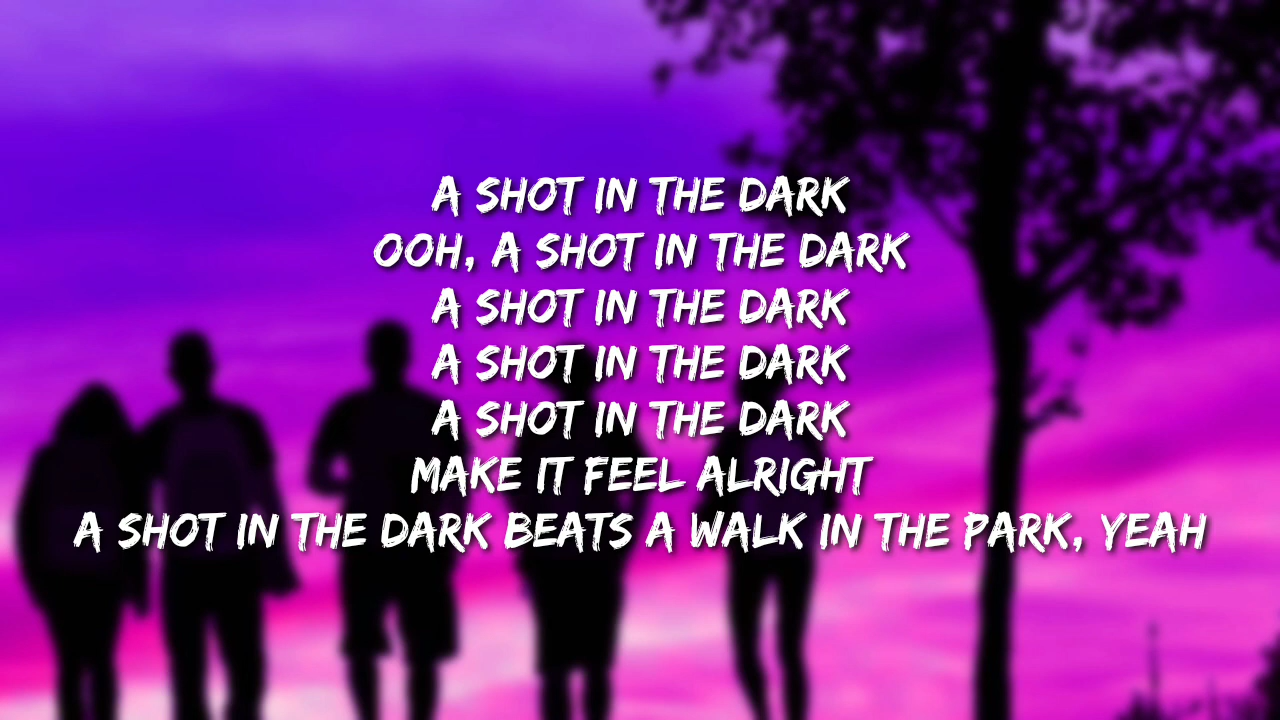 A SHOT IN THE DARK
OOH, A SHOT IN THE DARK
A SHOT IN THE DARK
A SHOT IN THE DARK
A SHOT IN THE DARK
MAKE IT FEEL ALRIGHT
A SHOT IN THE DARK BEATS A WALK IN THE PARK, YEAH